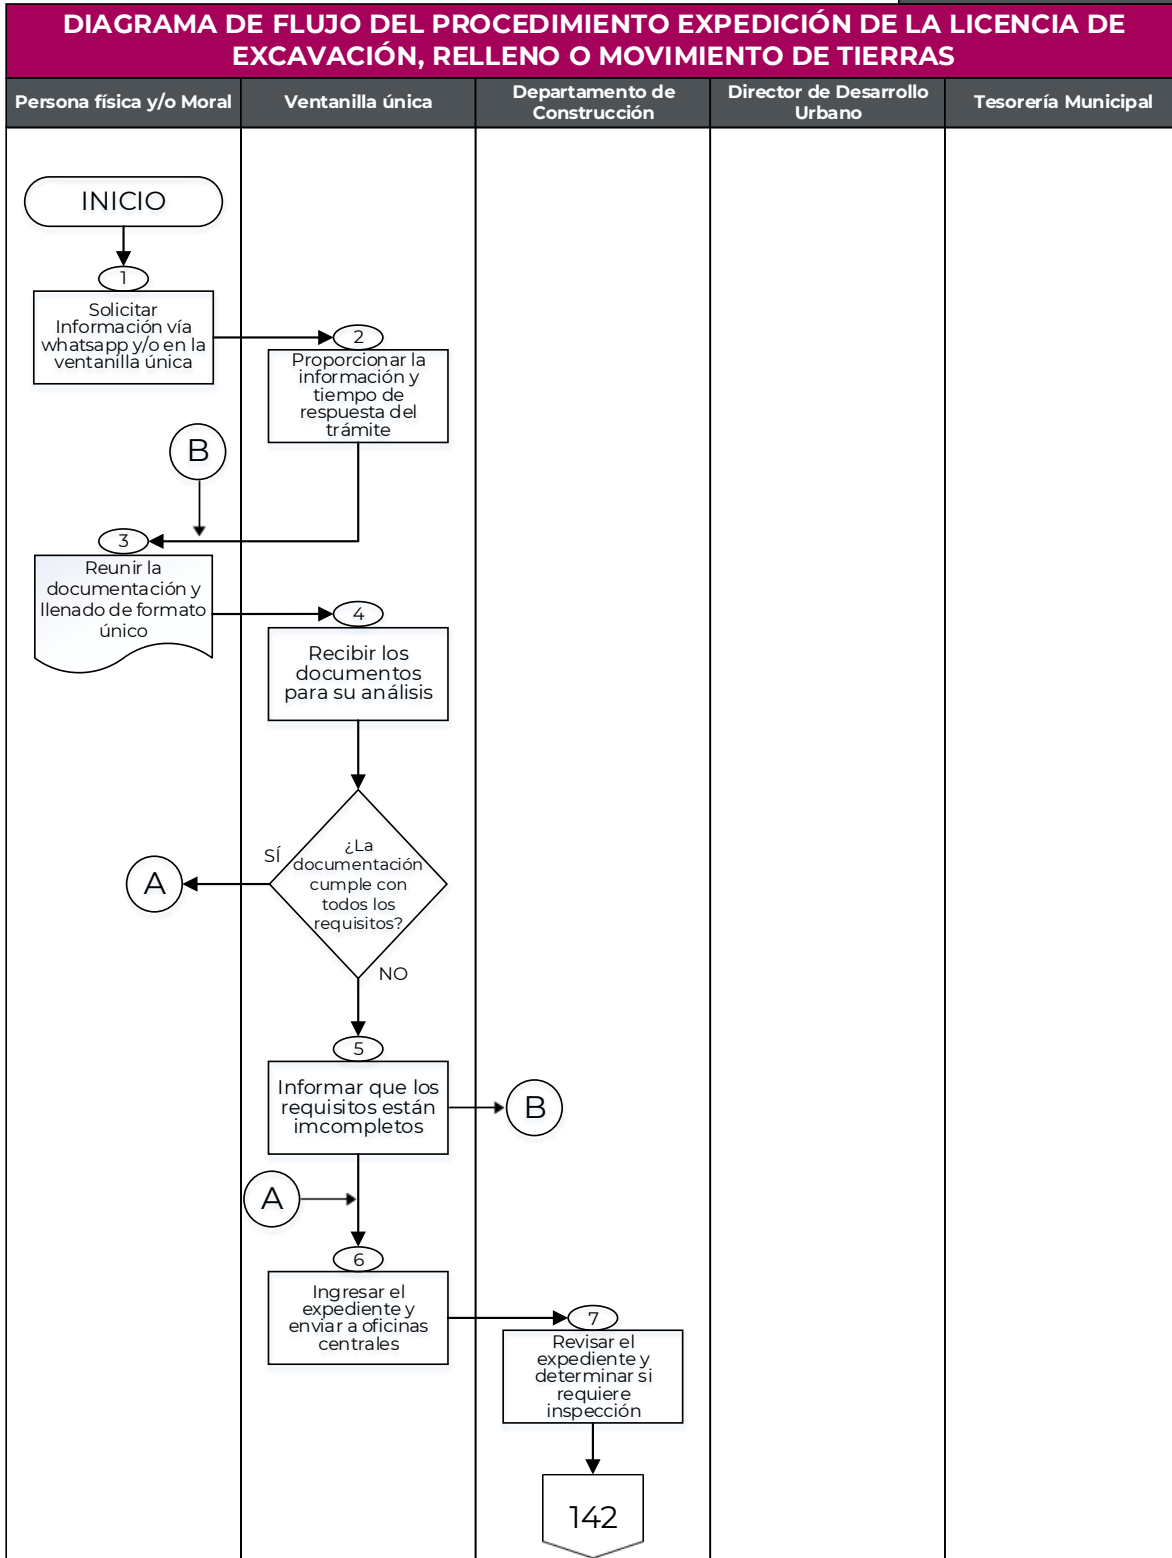 DIAGRAMA DE FLUJO DEL PROCEDIMIENTO EXPEDICIÓN DE LA LICENCIA DE
EXCAVACIÓN, RELLENO O MOVIMIENTO DE TIERRAS
Persona física y/o Moral
Ventanilla única
Departamento de
Construcción
Director de Desarrollo
Urbano
Tesorería Municipal
INICIO
1
Solicitar
Información vía
whatsapp y/o en la
ventanilla única
2
Proporcionar la
información y
tiempo de
respuesta del
trámite
B
3
Reunir la
documentación y
llenado de formato
único
4
Recibir los
documentos
para su análisis
¿La
documentación
cumple con
todos los
requisitos?
SÍ
A
NO
5
Informar que los
requisitos están
imcompletos
B
A
6
Ingresar el
expediente y
enviar a oficinas
centrales
7
Revisar el
expediente y
determinar si
requiere
inspección
142